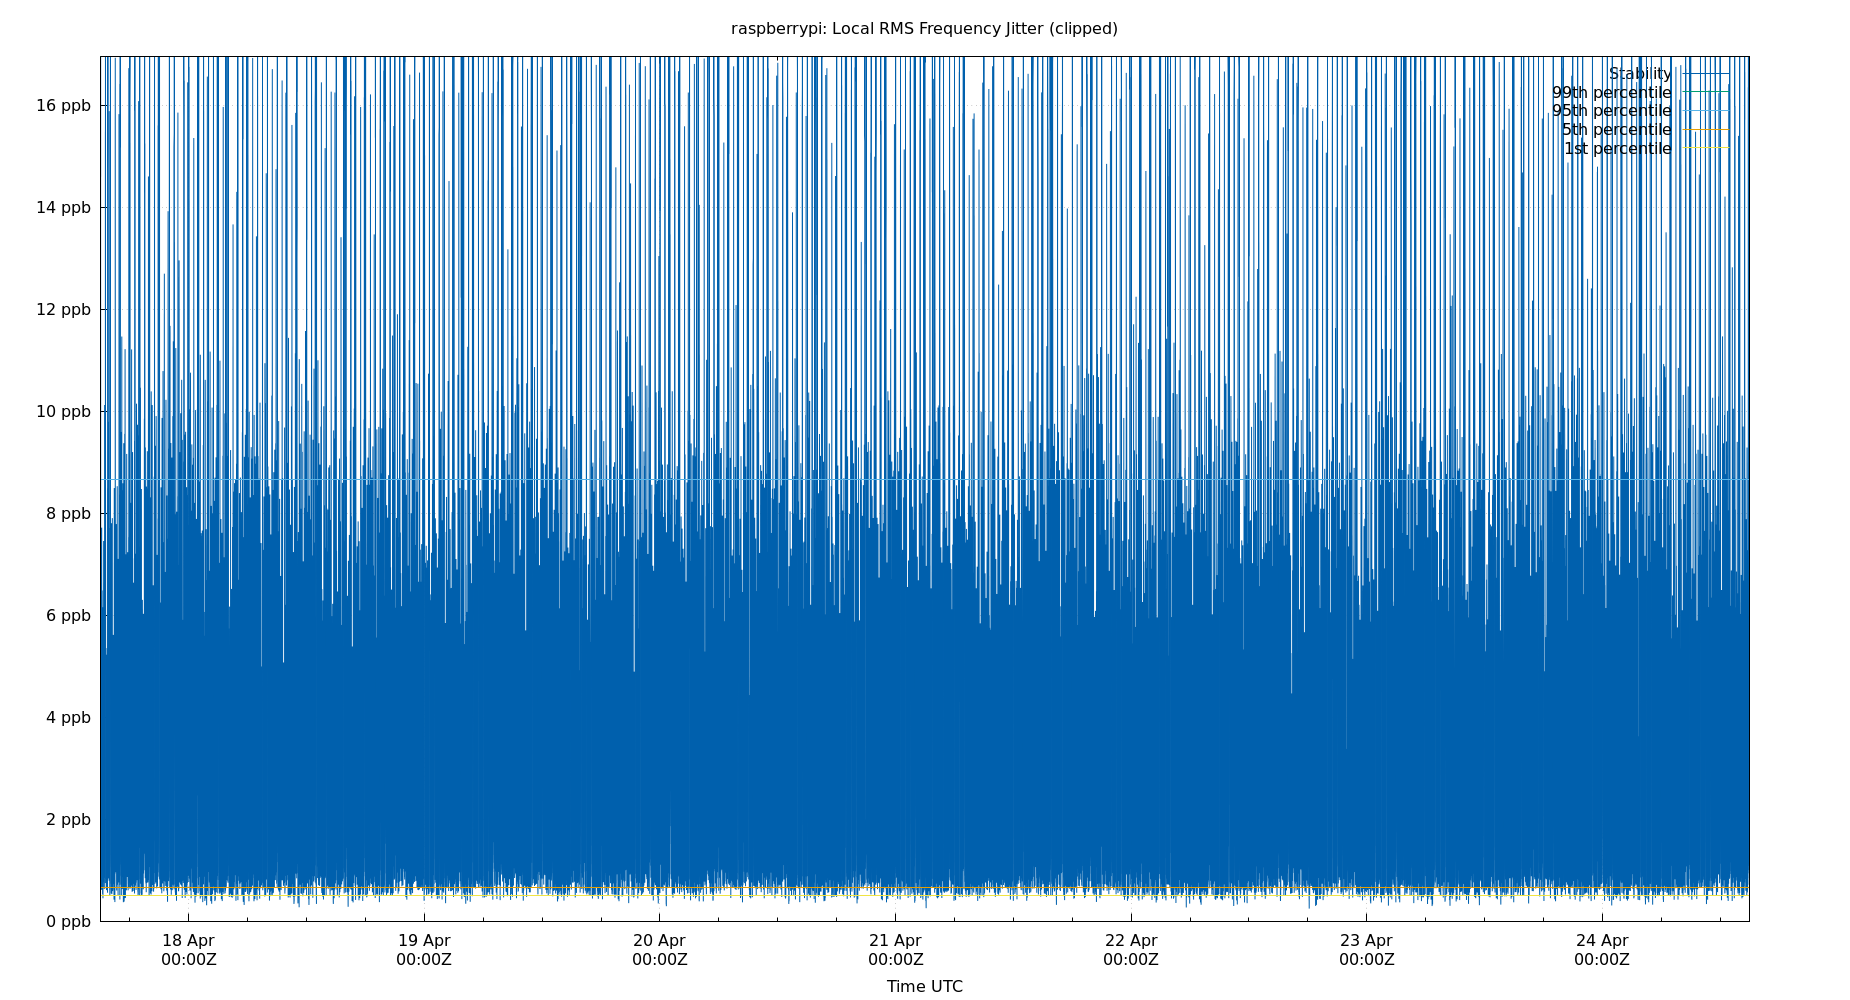 raspberrypi: Local RMS Frequency Jitter (clipped)
Stability
99th percentile
95th percentile
5th percentile
1st percentile
16 ppb
14 ppb
12 ppb
10 ppb
8 ppb
6 ppb
4 ppb
2 ppb
0 ppb
18 Apr 19 Apr 20 Apr 21 Apr 22 Apr 23 Apr 24 Apr
00:00Z 00:00Z 00:00Z 00:00Z 00:00Z 00:00Z 00:00Z
Time UTC